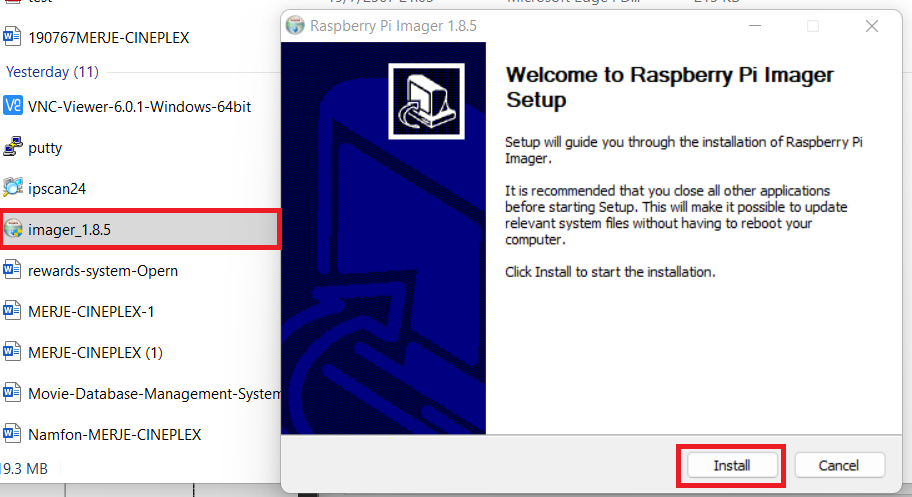 test
190767MERJE-CINEPLEX
Yesterday (11)
VNC-Viewer-6.0.1-Windows-64bit
putty
ipscan24
imager_1.8.5
rewards-system-Opern
MERJE-CINEPLEX-1
MERJE-CINEPLEX (1)
Movie-Database-Management-System
Namfon-MERJE-CINEPLEX
19.3 MB
Raspberry Pi Imager 1.8.5
Welcome to Raspberry Pi Imager
Setup
Setup will guide you through the installation of Raspberry Pi
Imager.
It is recommended that you close all other applications
before starting Setup. This will make it possible to update
relevant system files without having to reboot your
computer.
Click Install to start the installation.
Install
Cancel